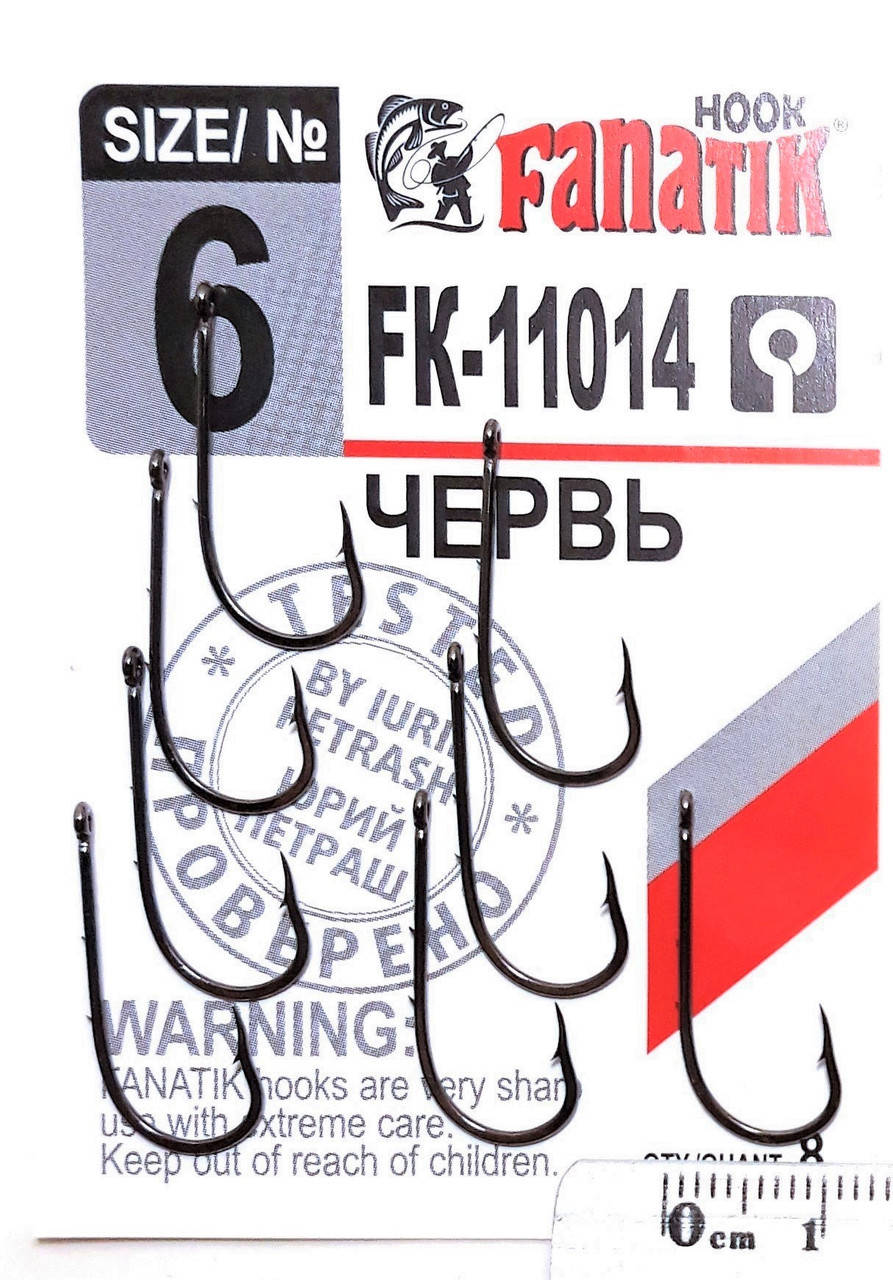 SIZE/ №
6
HOOK
Fanatik®
FK-11014
ЧЕРВЬ
TESTED
BY IURII
PETRASH
ЮРИЙ
ПЕТРАШ
ПРОВЕРЕНО
WARNING:
FANATIK hooks are very sharp
use with extreme care.
Keep out of reach of children.
8
0 cm 1